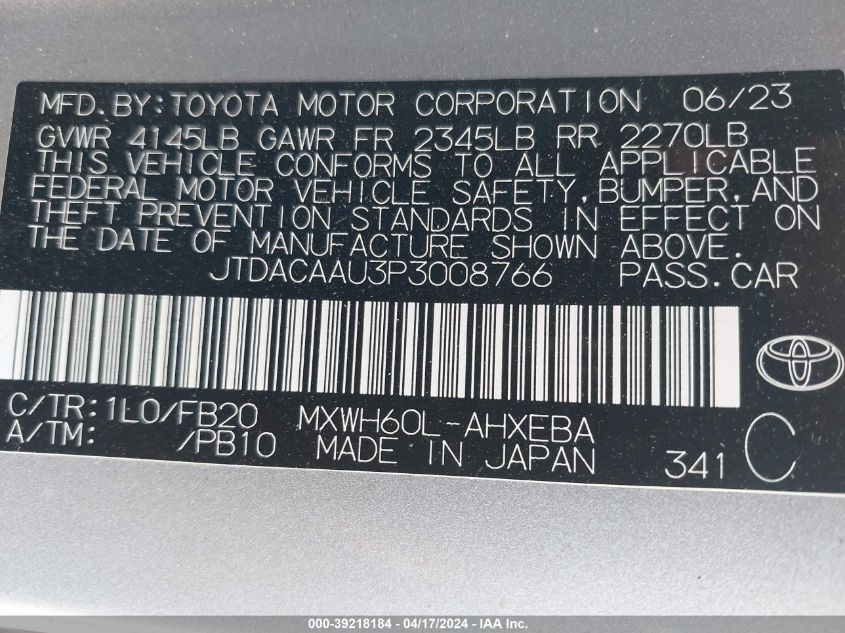 MFD. BY: TOYOTA MOTOR CORPORATION 06/23
GVWR 4145LB GAWR FR 2345LB RR 2270LB
THIS VEHICLE CONFORMS TO ALL APPLICABLE
FEDERAL MOTOR VEHICLE SAFETY, BUMPER, AND
THEFT PREVENTION STANDARDS IN EFFECT ON
THE DATE OF MANUFACTURE SHOWN ABOVE.
JTDACAAU3P3008766 PASS. CAR
C/TR: 1L0/FB20 MXWH60L-AHXEBA
A/TM: /PB10 MADE IN JAPAN 341 C
000-39218184 - 04/17/2024 - IAA Inc.